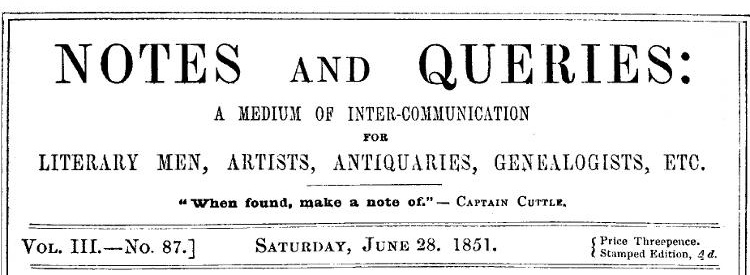 NOTES AND QUERIES:
A MEDIUM OF INTER-COMMUNICATION
FOR
LITERARY MEN, ARTISTS, ANTIQUARIES, GENEALOGISTS, ETC.
"When found, make a note of."— CAPTAIN CUTTLE.
VOL. III.—No. 87.] SATURDAY, JUNE 28. 1851. { Price Threepence.
{ Stamped Edition, 4d.